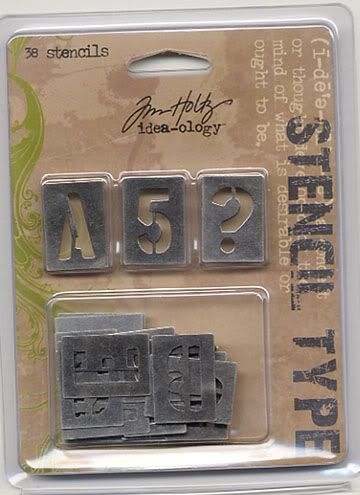 38 stencils
(i-dē'ə
or though
mind of what is desirable or
ought to be.
Tim Holtz
idea-ology
STENCIL TYPE
A 5 ?